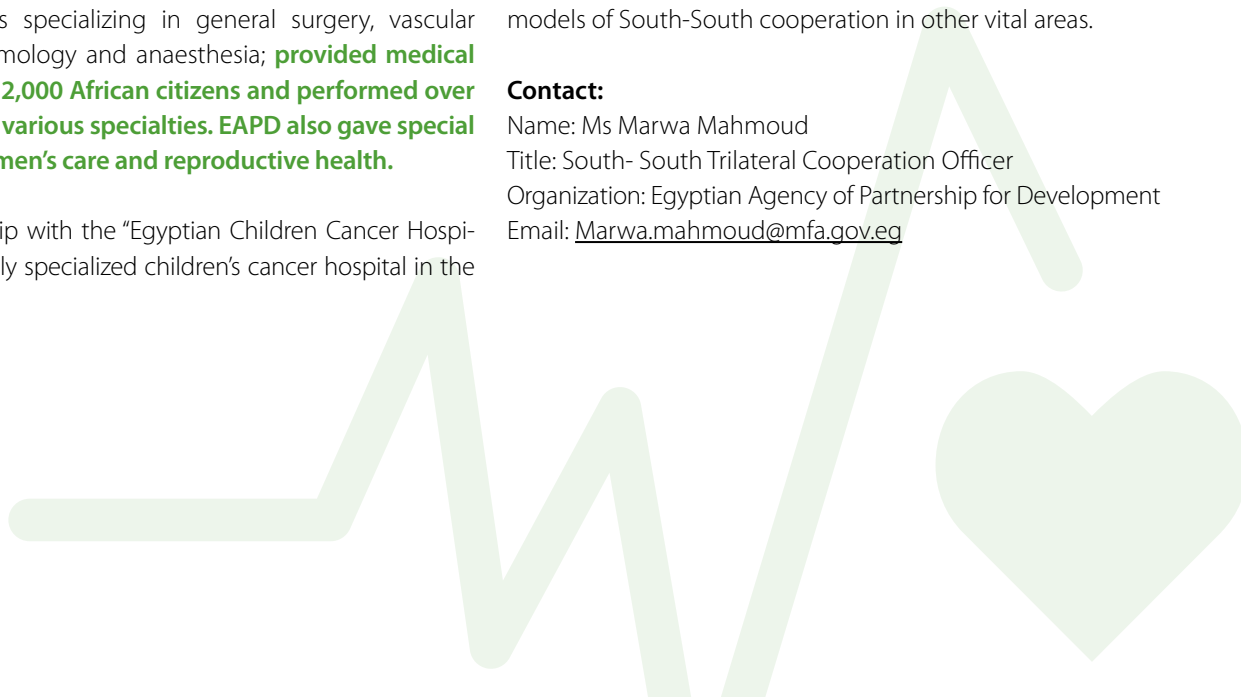 s specializing in general surgery, vascular
mology and anaesthesia; provided medical
2,000 African citizens and performed over
various specialties. EAPD also gave special
men’s care and reproductive health.
ip with the “Egyptian Children Cancer Hospi-
ly specialized children’s cancer hospital in the
models of South-South cooperation in other vital areas.
Contact:
Name: Ms Marwa Mahmoud
Title: South- South Trilateral Cooperation Officer
Organization: Egyptian Agency of Partnership for Development
Email: Marwa.mahmoud@mfa.gov.eg